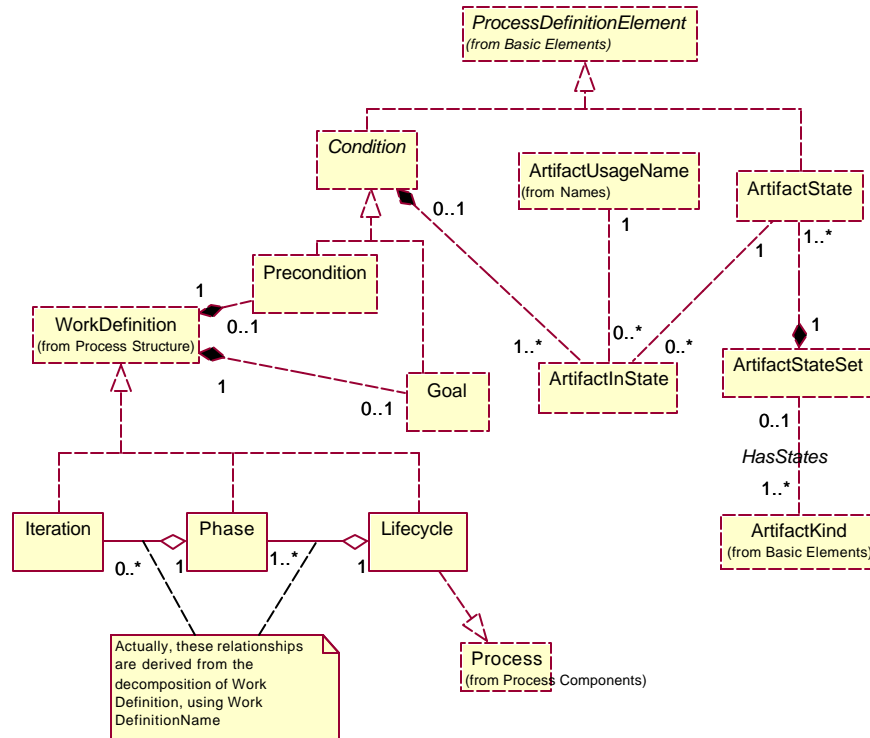 ProcessDefinitionElement
(from Basic Elements)
Condition
ArtifactUsageName
(from Names)
ArtifactState
0..1
1
1
1..*
Precondition
1
0..1
WorkDefinition
(from Process Structure)
1
0..1
Goal
1..*
0..*
0..*
ArtifactInState
1
ArtifactStateSet
0..1
HasStates
1..*
ArtifactKind
(from Basic Elements)
Iteration
Phase
Lifecycle
0..*
1
1..*
1
Actually, these relationships
are derived from the
decomposition of Work
Definition, using Work
DefinitionName
Process
(from Process Components)